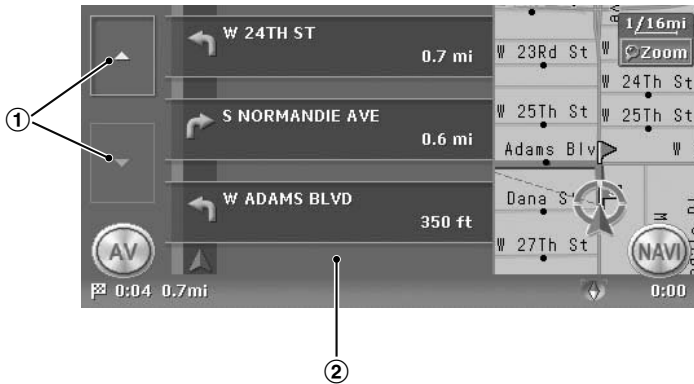 1/16mi
Zoom
W 24TH ST
0.7 mi
W 23Rd St
W
W 24Th St
S NORMANDIE AVE
0.6 mi
W 25Th St
W 25Th St
Adams Blv
W
W ADAMS BLVD
350 ft
Dana S
W 27Th St
AV
NAVI
0:04 0.7mi
0:00
1
2